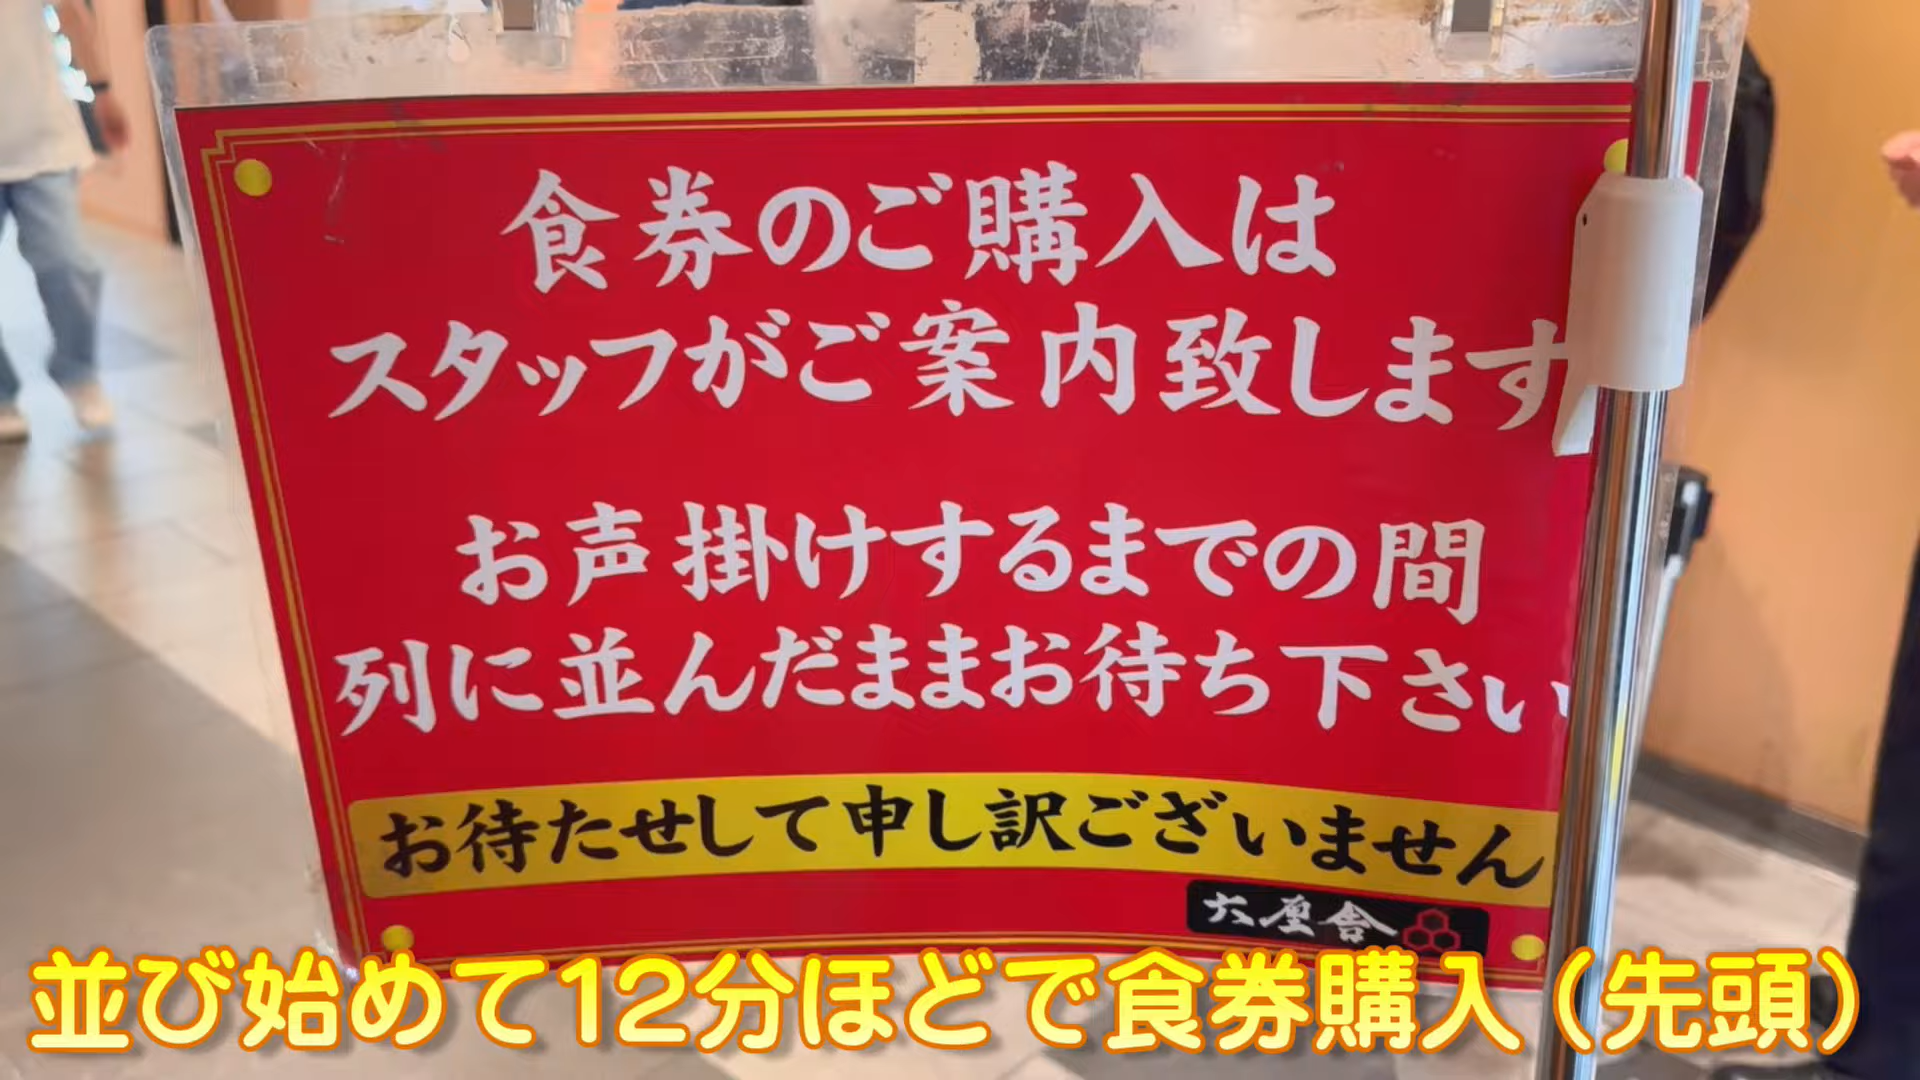 食券のご購入は
スタッフがご案内致します
お声掛けするまでの間
列に並んだままお待ち下さい
お待たせして申し訳ございません
六厘舎
並び始めて12分ほどで食券購入（先頭）